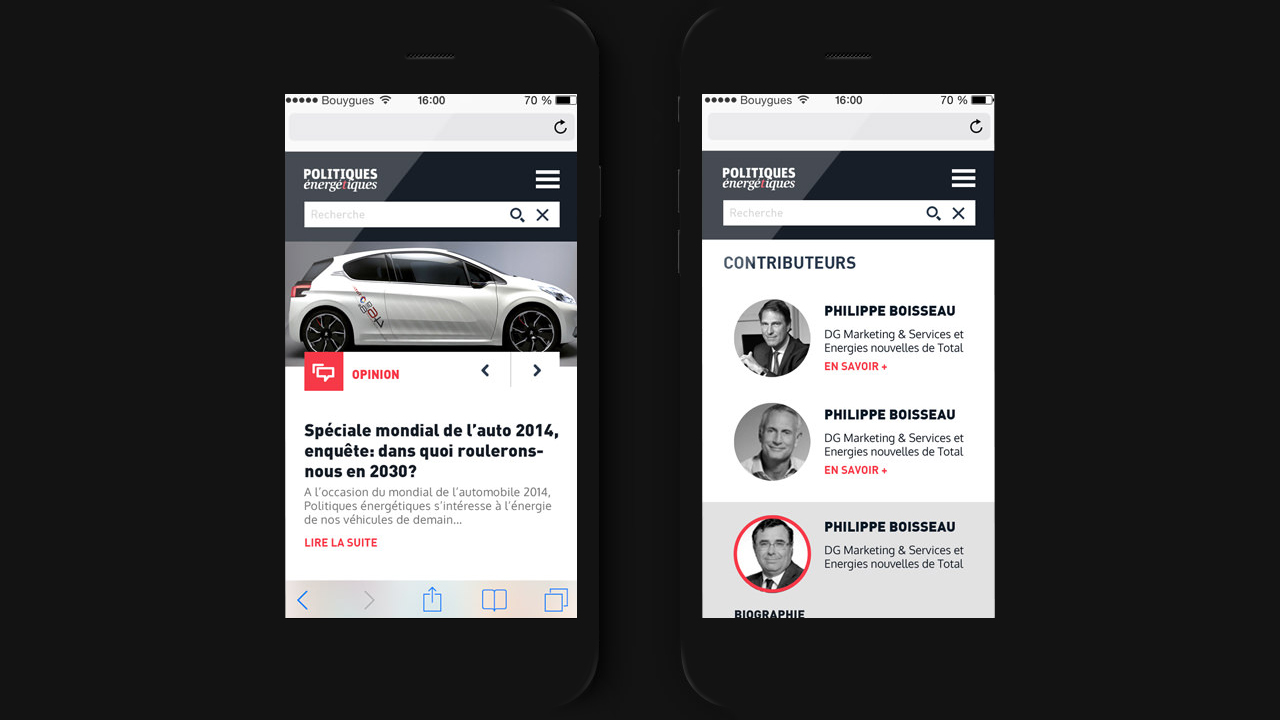 Bouygues 16:00 70 %
POLITIQUES
énergétiques
Recherche
OPINION
Spéciale mondial de l’auto 2014,
enquête: dans quoi roulerons-
nous en 2030?
A l’occasion du mondial de l’automobile 2014,
Politiques énergétiques s’intéresse à l’énergie
de nos véhicules de demain...
LIRE LA SUITE
Bouygues 16:00 70 %
POLITIQUES
énergétiques
Recherche
CONTRIBUTEURS
PHILIPPE BOISSEAU
DG Marketing & Services et
Energies nouvelles de Total
EN SAVOIR +
PHILIPPE BOISSEAU
DG Marketing & Services et
Energies nouvelles de Total
EN SAVOIR +
PHILIPPE BOISSEAU
DG Marketing & Services et
Energies nouvelles de Total
BIOGRAPHIE